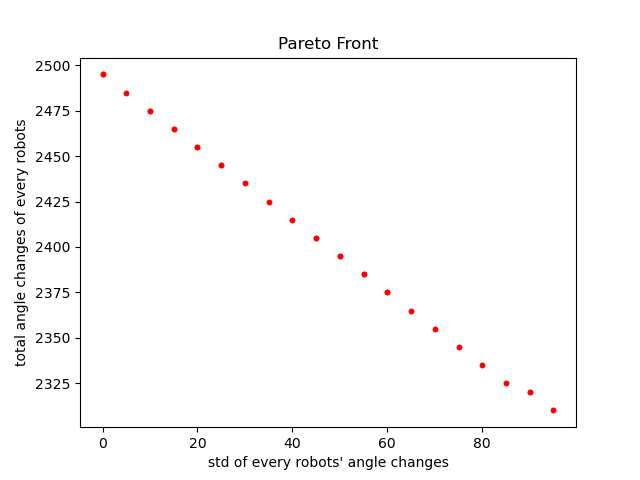 Pareto Front
2500
2475
2450
2425
2400
2375
2350
2325
total angle changes of every robots
0 20 40 60 80
std of every robots' angle changes